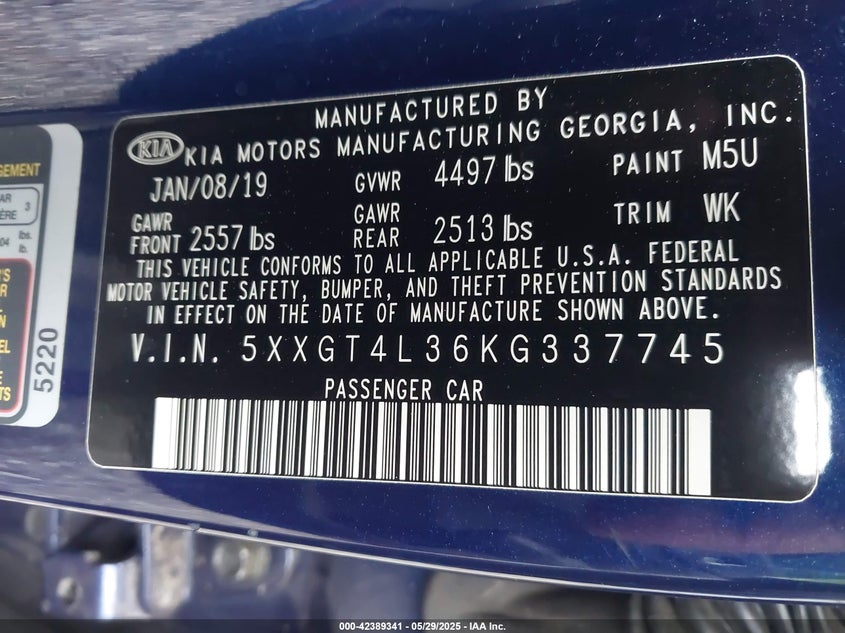 MANUFACTURED BY
KIA KIA MOTORS MANUFACTURING GEORGIA, INC.
JAN/08/19 GVWR 4497 lbs PAINT M5U
GAWR FRONT 2557 lbs GAWR REAR 2513 lbs TRIM WK
THIS VEHICLE CONFORMS TO ALL APPLICABLE U.S.A. FEDERAL
MOTOR VEHICLE SAFETY, BUMPER, AND THEFT PREVENTION STANDARDS
IN EFFECT ON THE DATE OF MANUFACTURE SHOWN ABOVE.
V.I.N. 5XXGT4L36KG337745
PASSENGER CAR
5220
000-42389341 — 05/29/2025 — IAA Inc.